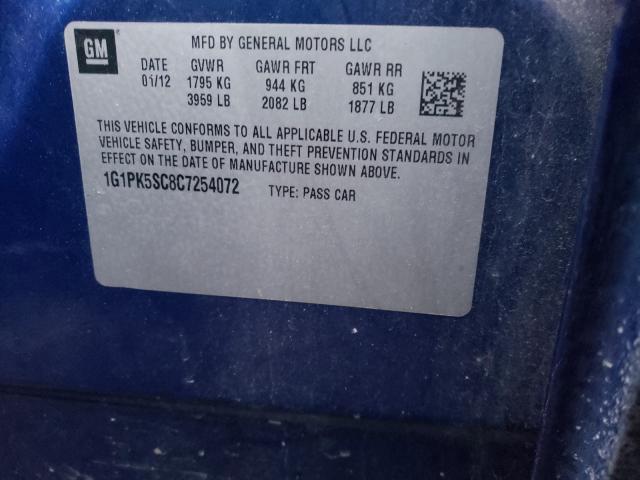 GM
MFD BY GENERAL MOTORS LLC
DATE GVWR GAWR FRT GAWR RR
01/12 1795 KG 944 KG 851 KG
3959 LB 2082 LB 1877 LB
THIS VEHICLE CONFORMS TO ALL APPLICABLE U.S. FEDERAL MOTOR
VEHICLE SAFETY, BUMPER, AND THEFT PREVENTION STANDARDS IN
EFFECT ON THE DATE OF MANUFACTURE SHOWN ABOVE.
1G1PK5SC8C7254072 TYPE: PASS CAR